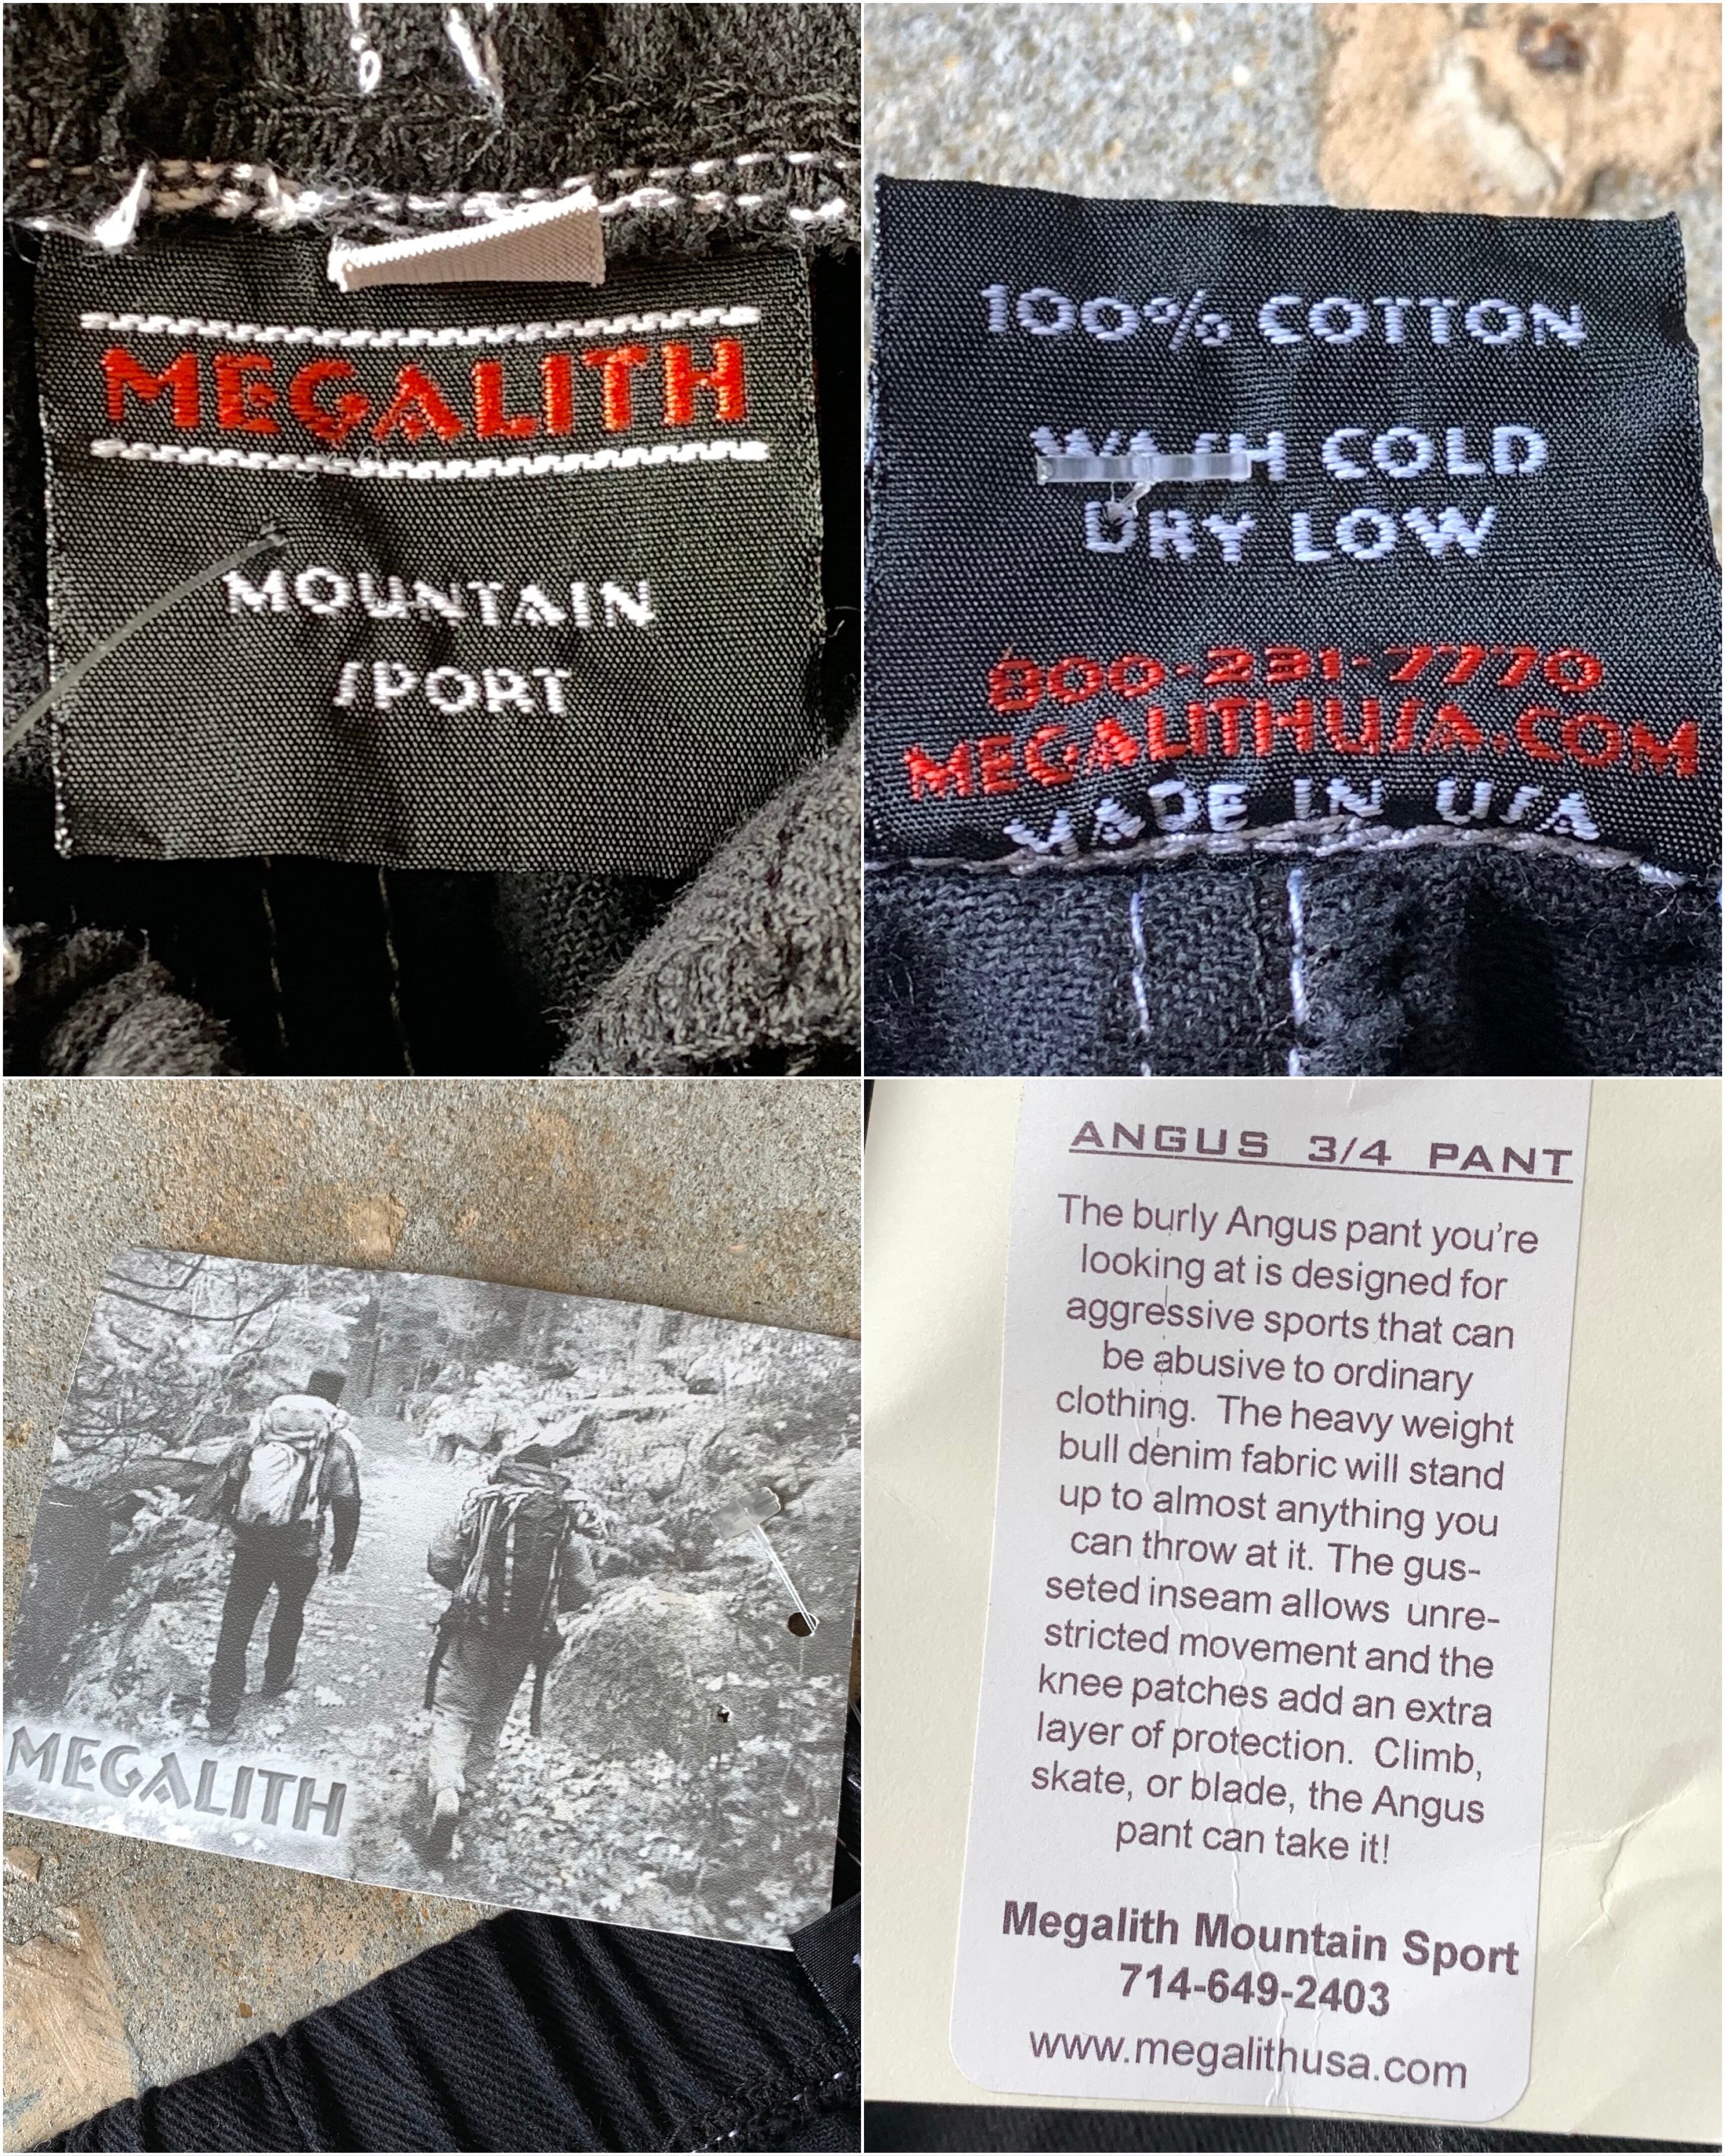 MEGALITH
MOUNTAIN
SPORT
100% COTTON
WASH COLD
DRY LOW
800-231-7770
MEGALITHUSA.COM
MADE IN USA
MEGALITH
ANGUS 3/4 PANT
The burly Angus pant you're
looking at is designed for
aggressive sports that can
be abusive to ordinary
clothing. The heavy weight
bull denim fabric will stand
up to almost anything you
can throw at it. The gus-
seted inseam allows unre-
stricted movement and the
knee patches add an extra
layer of protection. Climb,
skate, or blade, the Angus
pant can take it!
Megalith Mountain Sport
714-649-2403
www.megalithusa.com